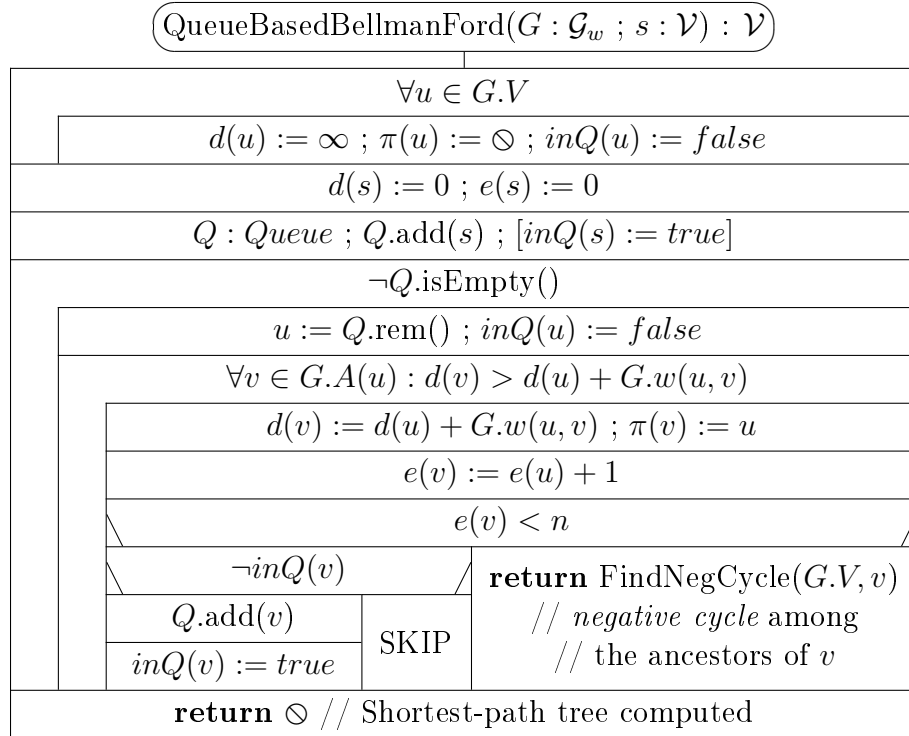 QueueBasedBellmanFord(G : 𝒢_w ; s : 𝒱) : 𝒱
∀u ∈ G.V
d(u) := ∞ ; π(u) := ⊘ ; inQ(u) := false
d(s) := 0 ; e(s) := 0
Q : Queue ; Q.add(s) ; [inQ(s) := true]
¬Q.isEmpty()
u := Q.rem() ; inQ(u) := false
∀v ∈ G.A(u) : d(v) > d(u) + G.w(u, v)
d(v) := d(u) + G.w(u, v) ; π(v) := u
e(v) := e(u) + 1
e(v) < n
¬inQ(v)
Q.add(v)
inQ(v) := true
SKIP
return FindNegCycle(G.V, v)
// negative cycle among
// the ancestors of v
return ⊘ // Shortest-path tree computed